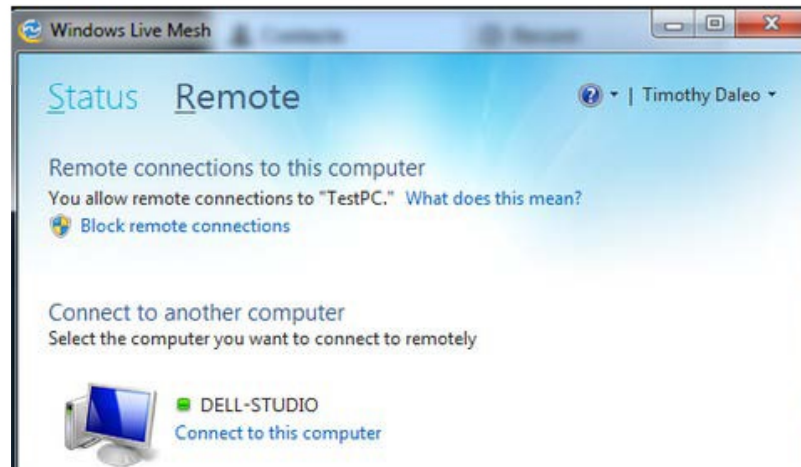 Windows Live Mesh
Status Remote
| Timothy Daleo
Remote connections to this computer
You allow remote connections to "TestPC." What does this mean?
Block remote connections
Connect to another computer
Select the computer you want to connect to remotely
DELL-STUDIO
Connect to this computer